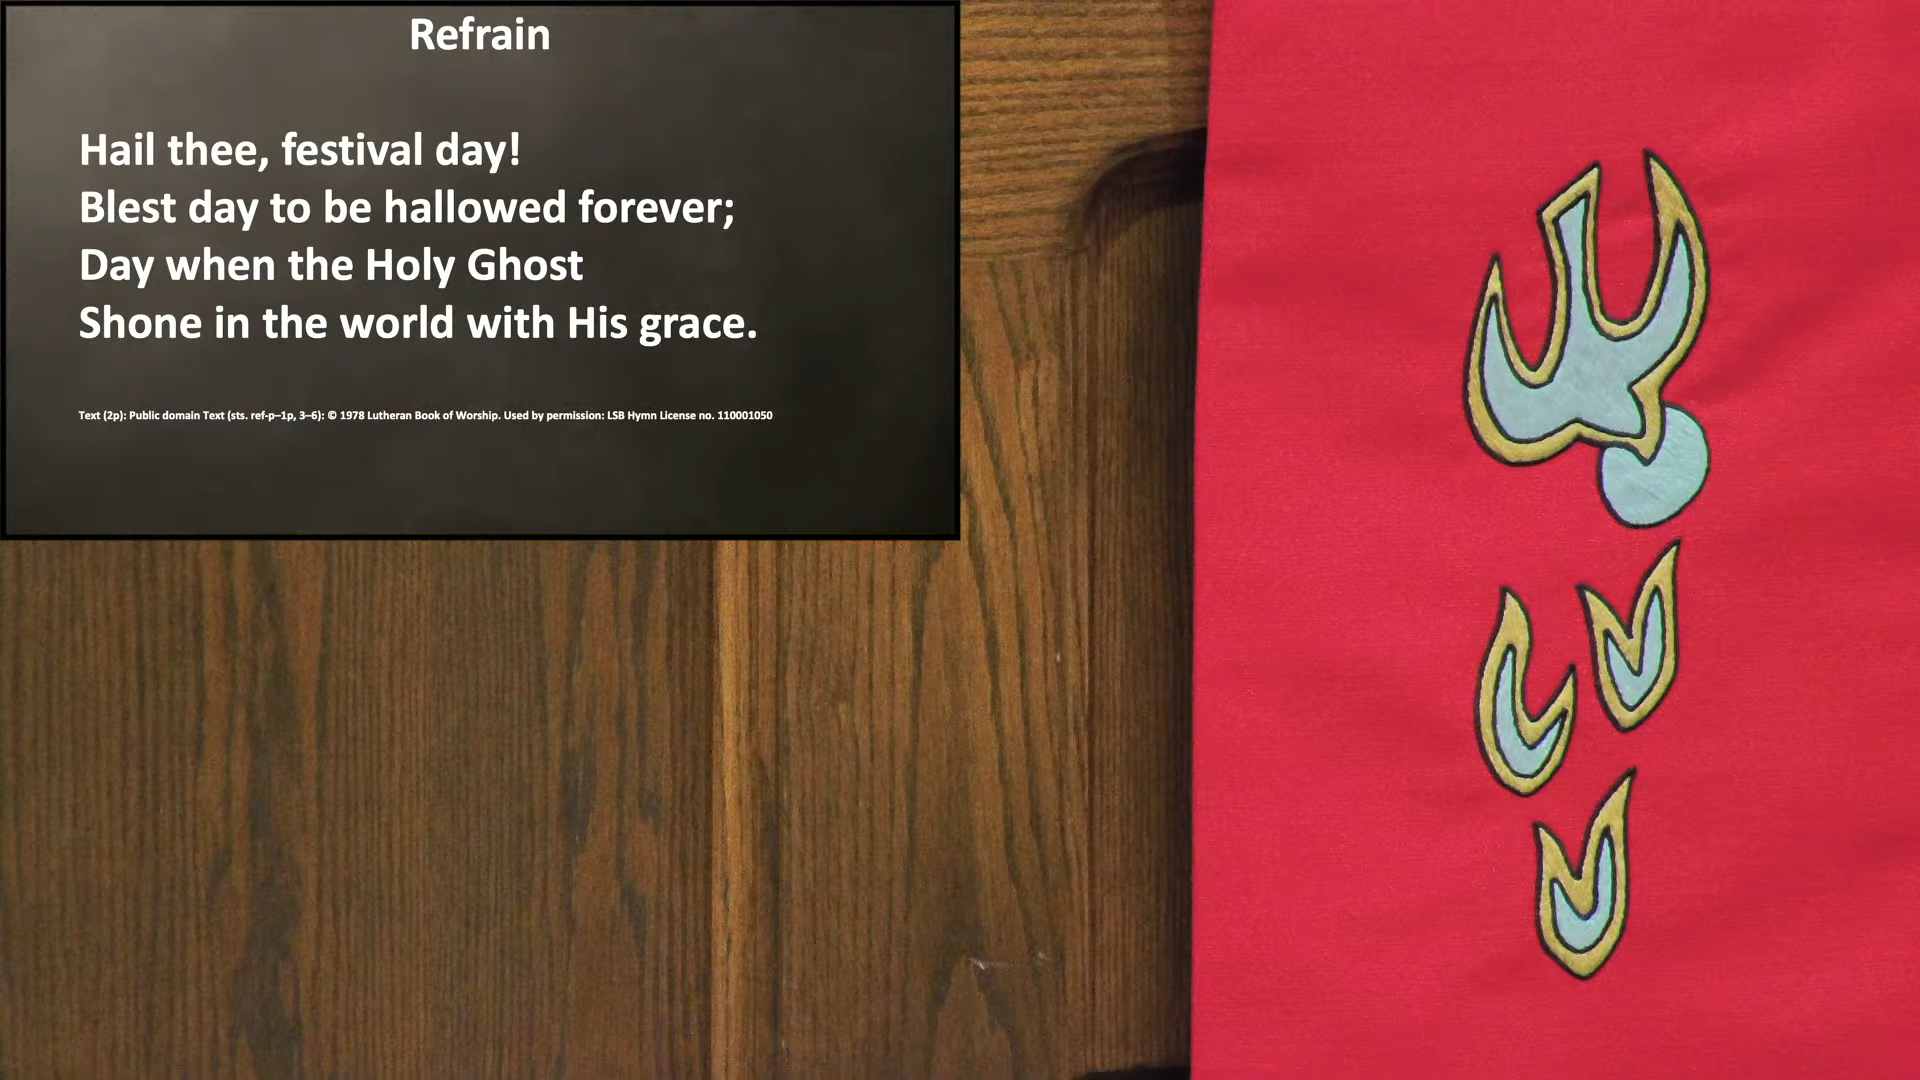 Refrain
Hail thee, festival day!
Blest day to be hallowed forever;
Day when the Holy Ghost
Shone in the world with His grace.
Text (2p): Public domain Text (sts. ref-p–1p, 3–6): © 1978 Lutheran Book of Worship. Used by permission: LSB Hymn License no. 110001050